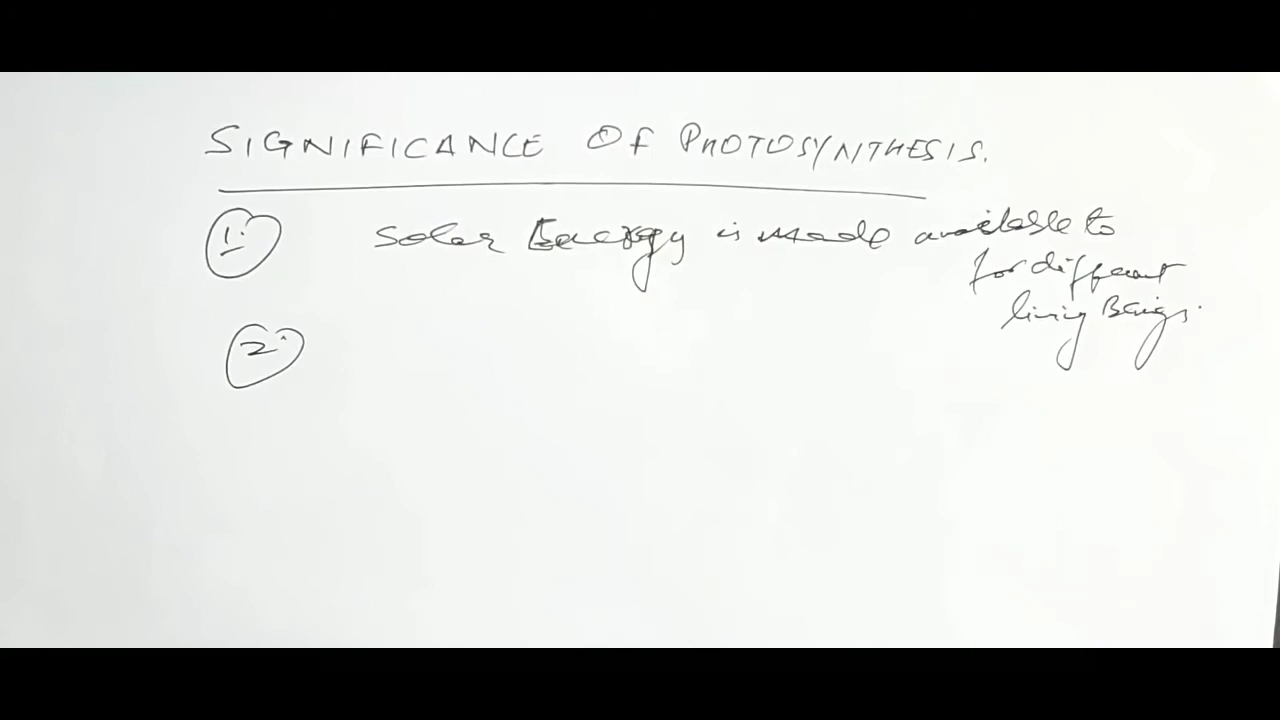 SIGNIFICANCE OF PHOTOSYNTHESIS.
1. Solar Energy is made available to
for different
living Beings.
2.